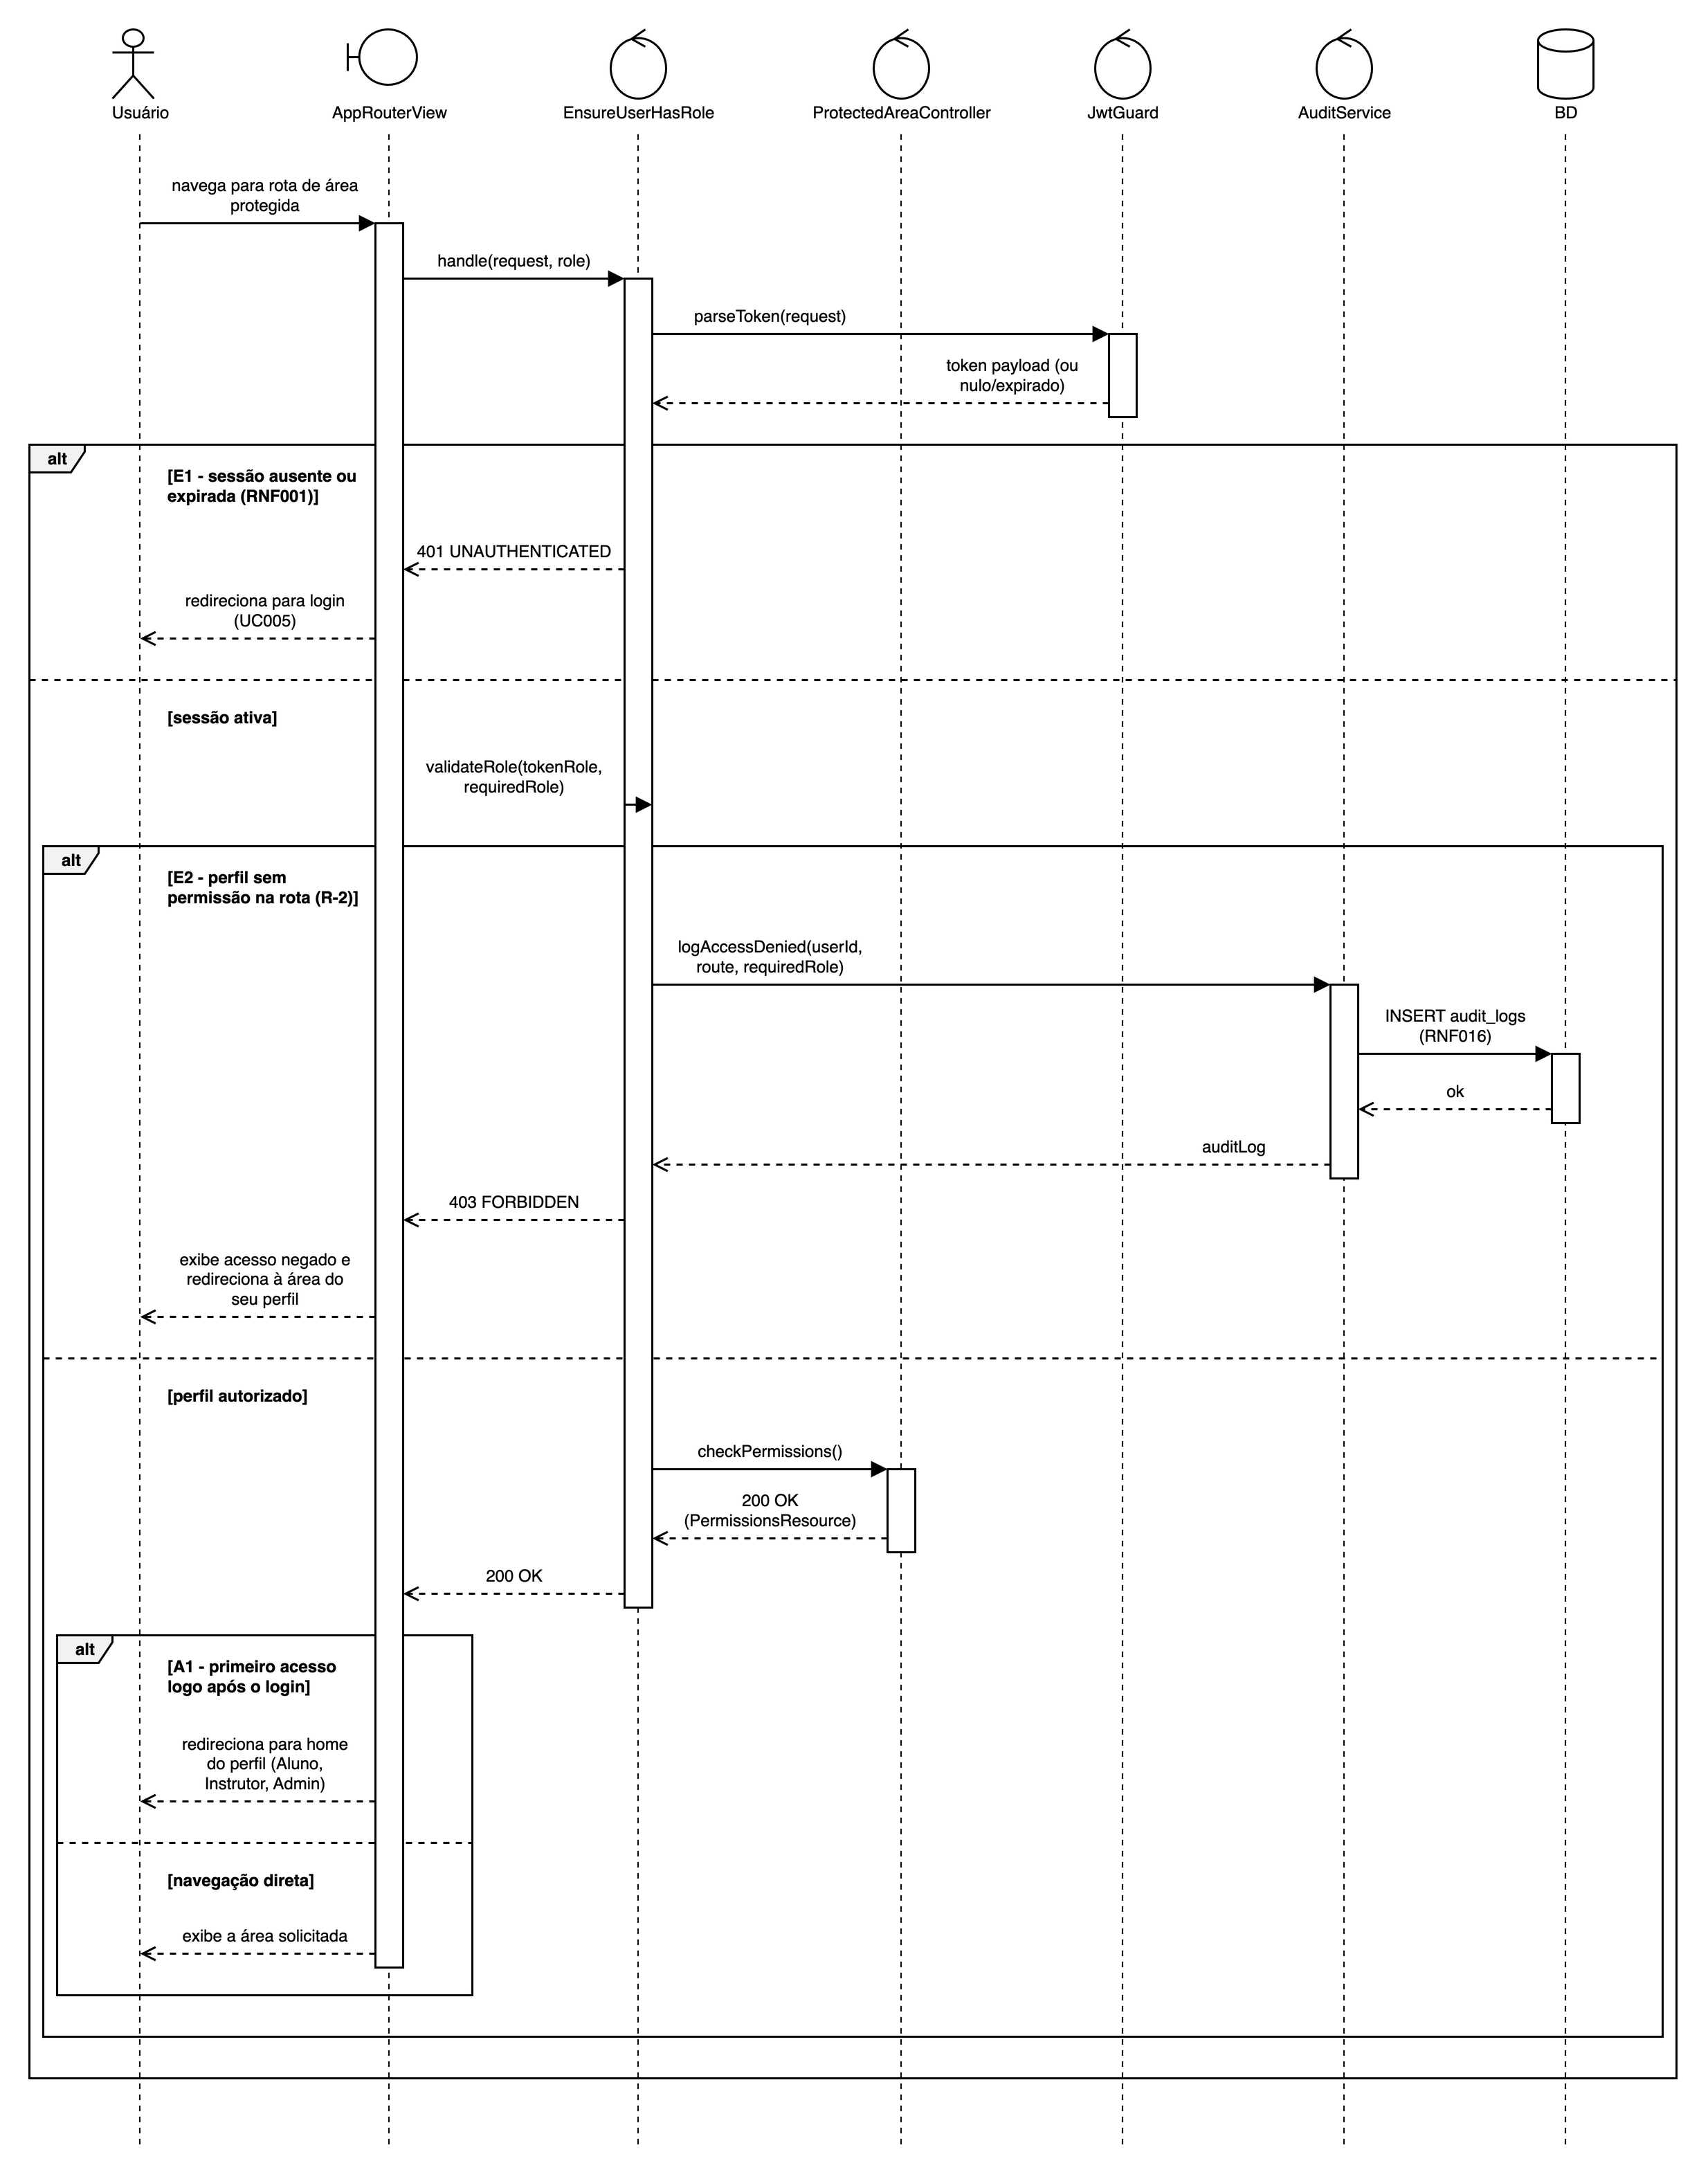 Usuário
AppRouterView
EnsureUserHasRole
ProtectedAreaController
JwtGuard
AuditService
BD
navega para rota de área
protegida
handle(request, role)
parseToken(request)
token payload (ou
nulo/expirado)
alt
[E1 - sessão ausente ou
expirada (RNF001)]
401 UNAUTHENTICATED
redireciona para login
(UC005)
[sessão ativa]
validateRole(tokenRole,
requiredRole)
alt
[E2 - perfil sem
permissão na rota (R-2)]
logAccessDenied(userId,
route, requiredRole)
INSERT audit_logs
(RNF016)
ok
auditLog
403 FORBIDDEN
exibe acesso negado e
redireciona à área do
seu perfil
[perfil autorizado]
checkPermissions()
200 OK
(PermissionsResource)
200 OK
alt
[A1 - primeiro acesso
logo após o login]
redireciona para home
do perfil (Aluno,
Instrutor, Admin)
[navegação direta]
exibe a área solicitada